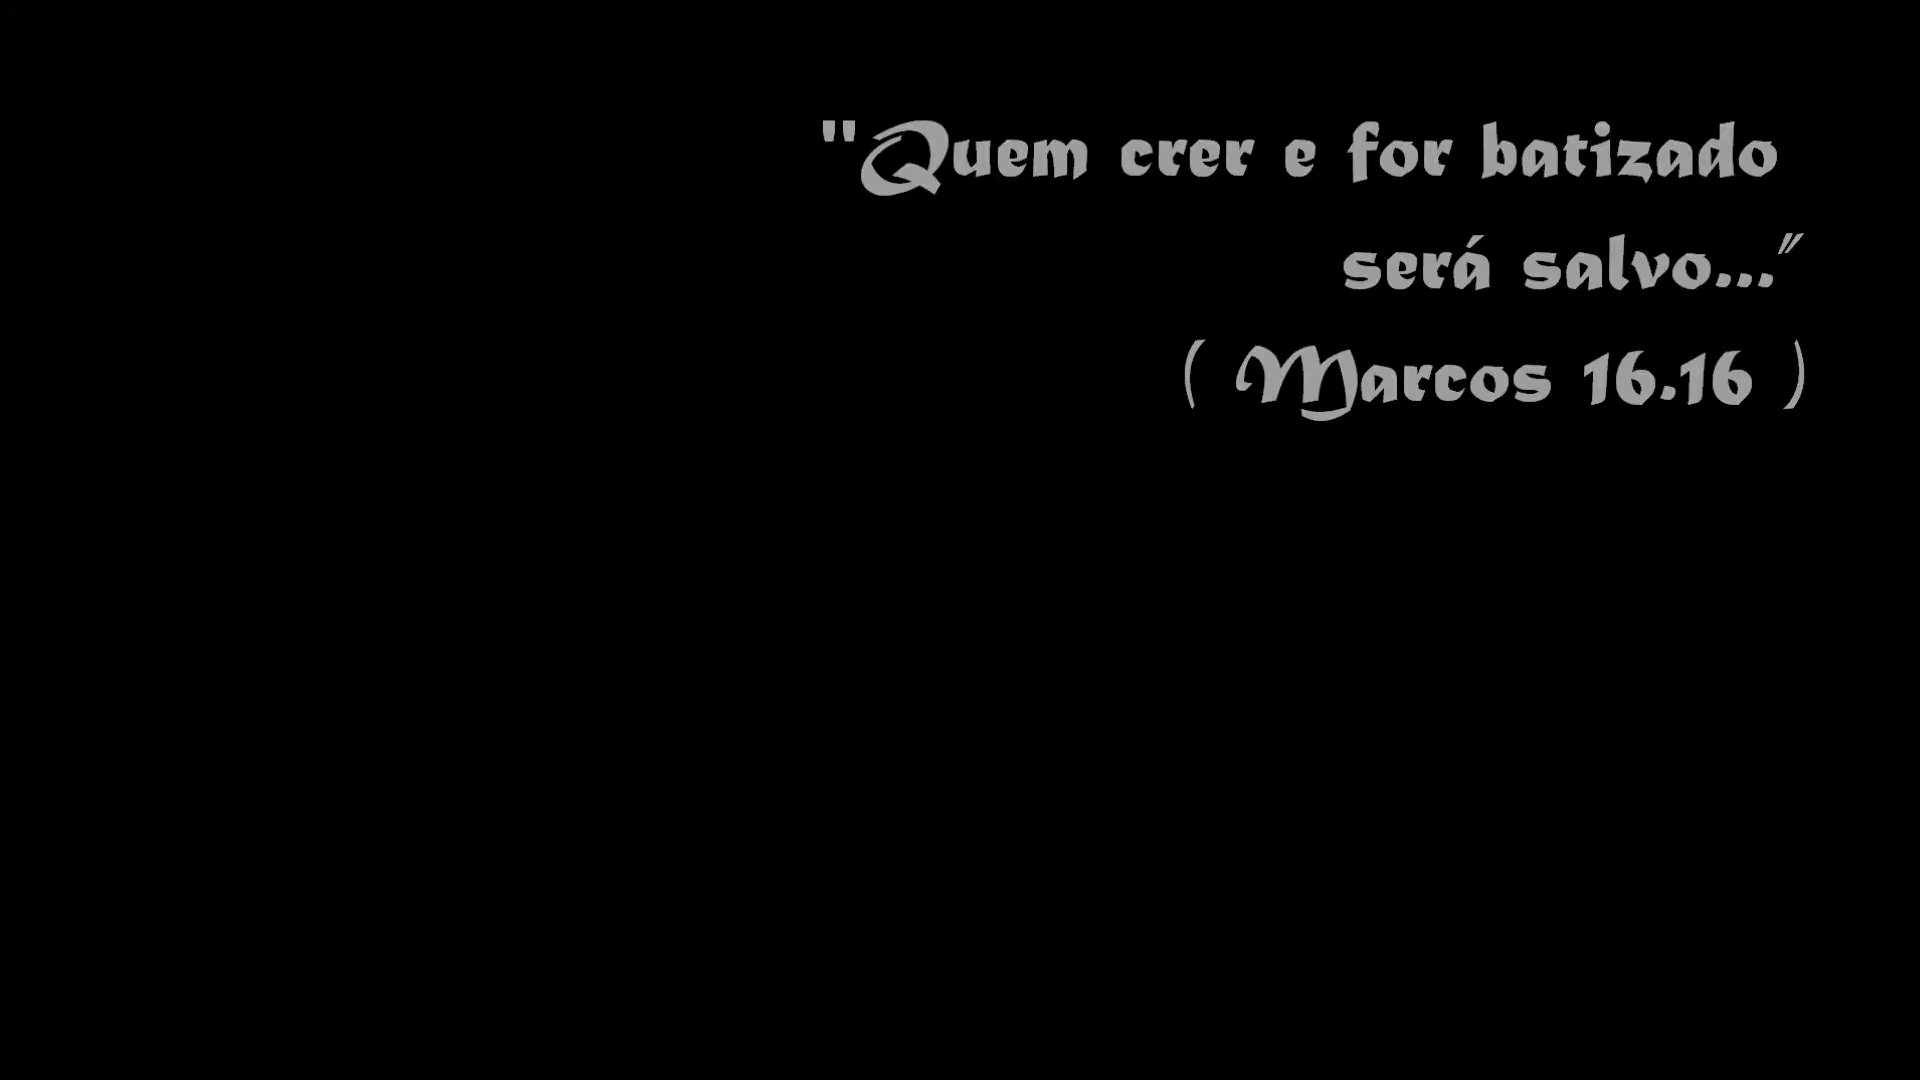 "Quem crer e for batizado
será salvo..."
( Marcos 16.16 )